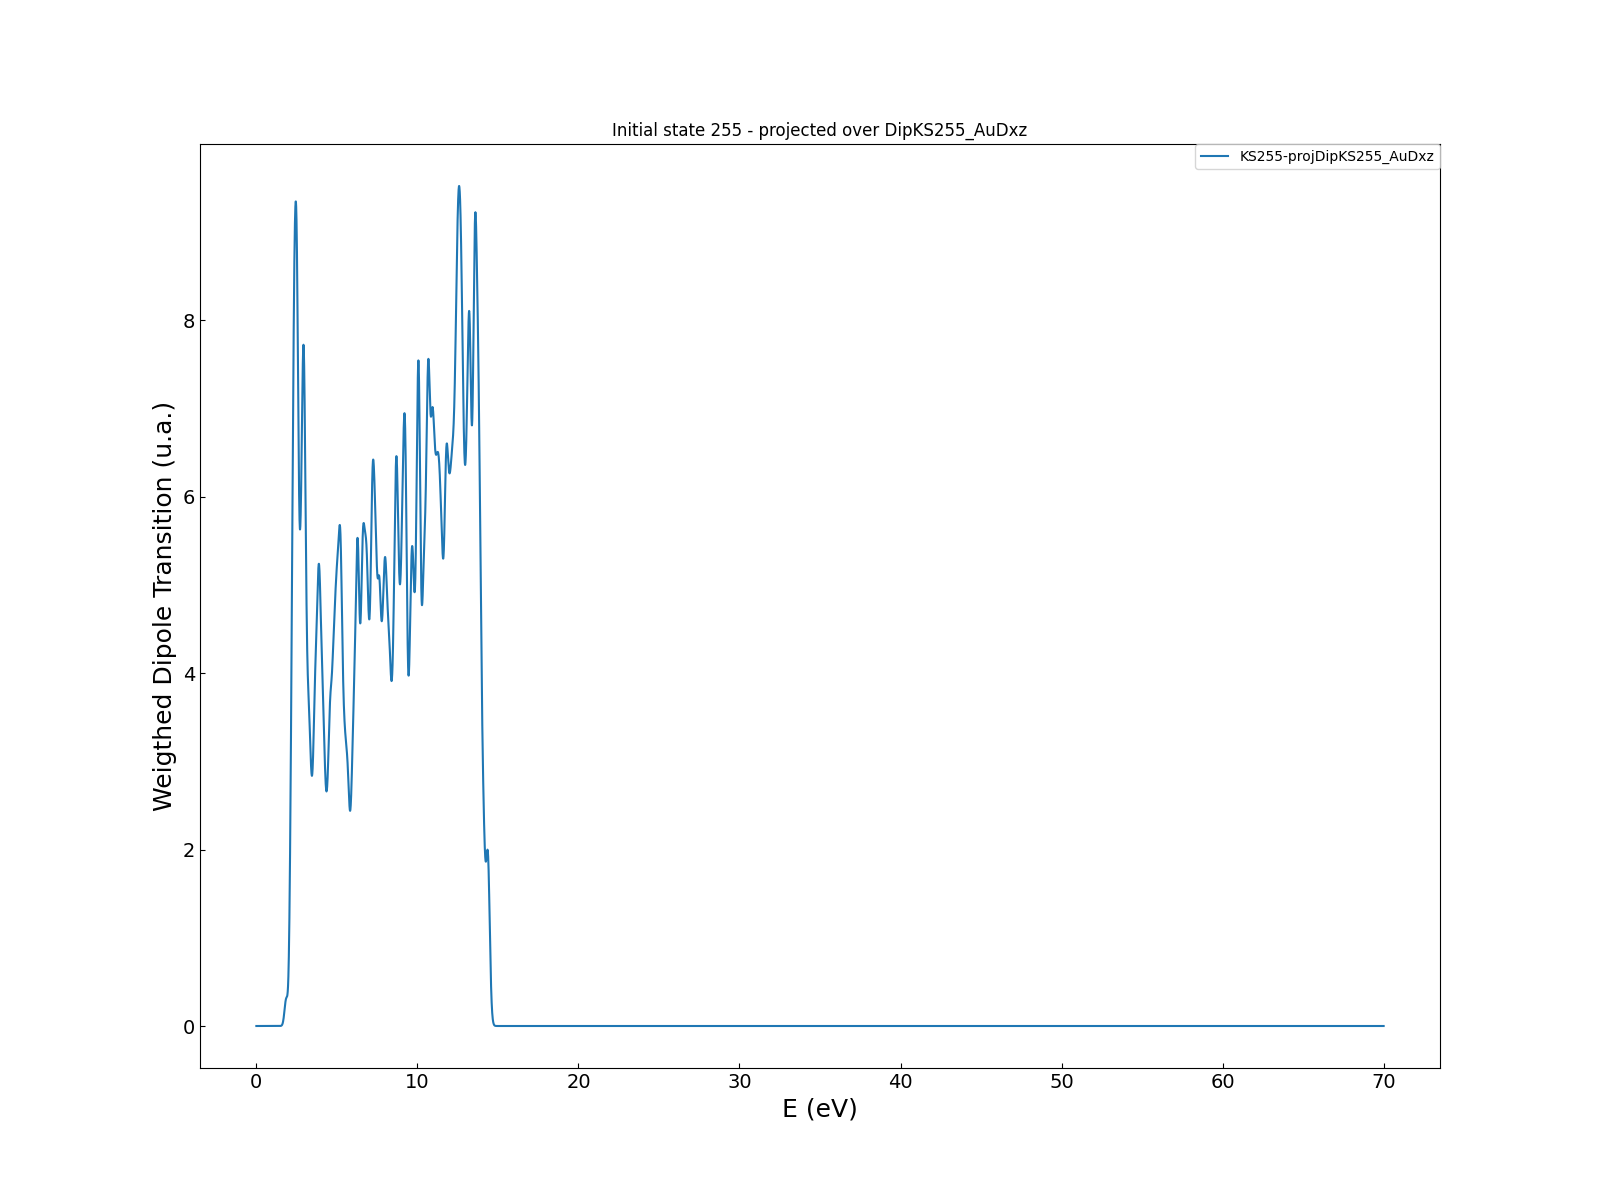 Initial state 255 - projected over DipKS255_AuDxz
KS255-projDipKS255_AuDxz
Weigthed Dipole Transition (u.a.)
8
6
4
2
0
0 10 20 30 40 50 60 70
E (eV)